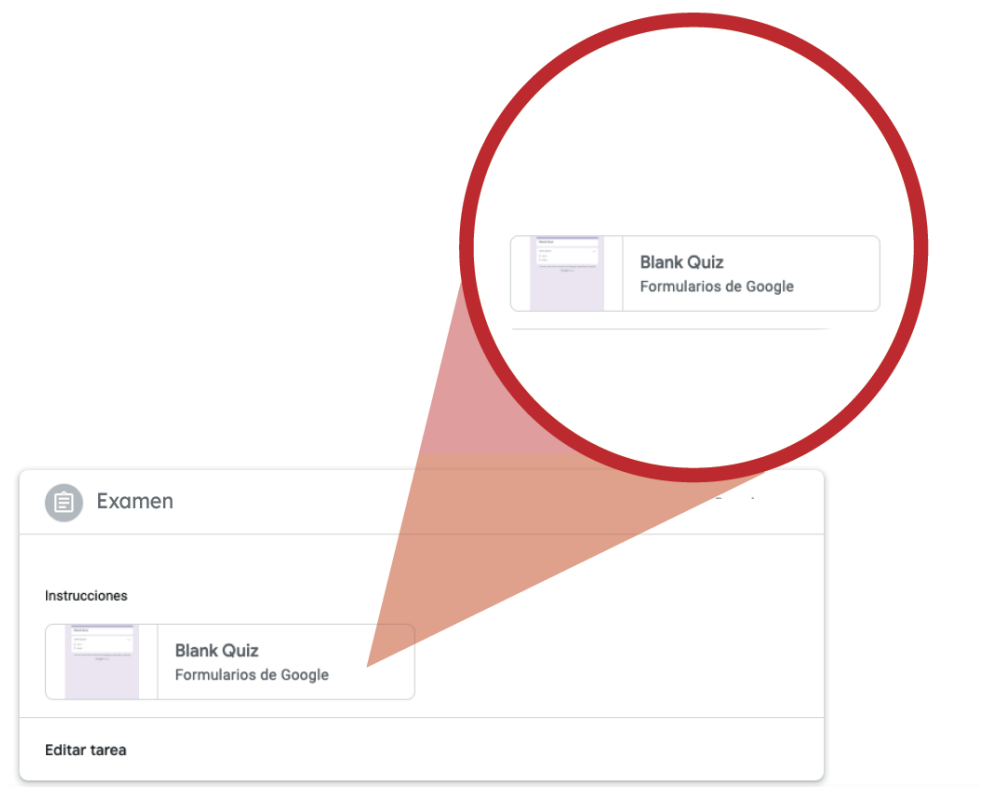 Blank Quiz
Formularios de Google
Examen
Instrucciones
Blank Quiz
Formularios de Google
Editar tarea